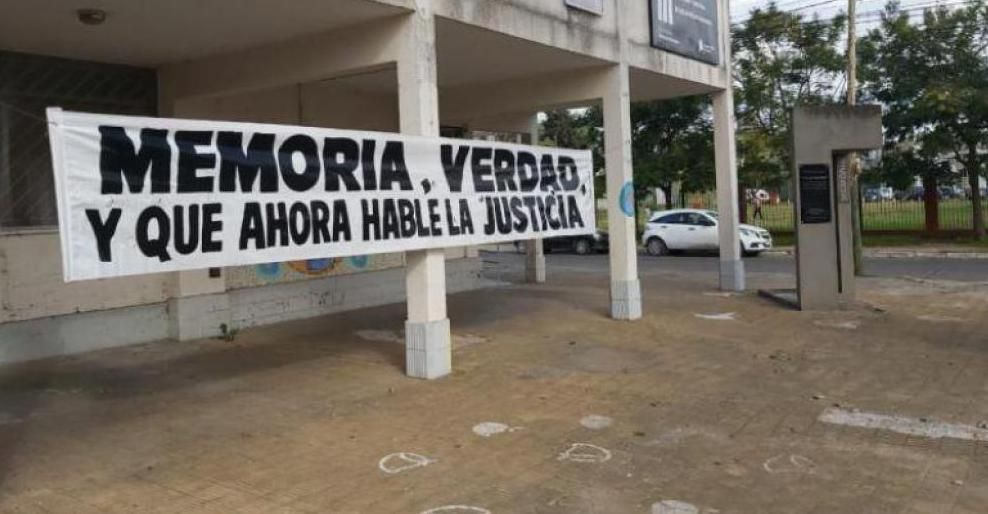 MEMORIA, VERDAD,
Y QUE AHORA HABLE LA JUSTICIA